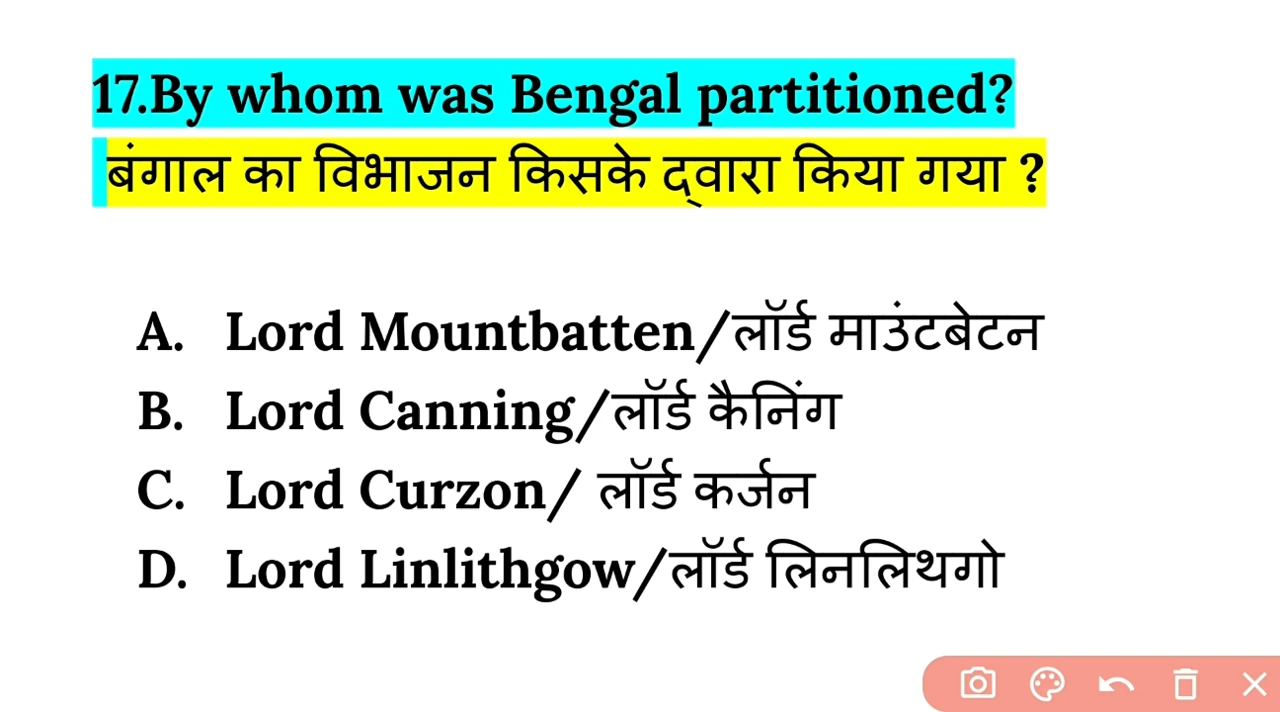 17.By whom was Bengal partitioned?
बंगाल का विभाजन किसके द्वारा किया गया ?
A. Lord Mountbatten/लॉर्ड माउंटबेटन
B. Lord Canning/लॉर्ड कैनिंग
C. Lord Curzon/ लॉर्ड कर्जन
D. Lord Linlithgow/लॉर्ड लिनलिथगो